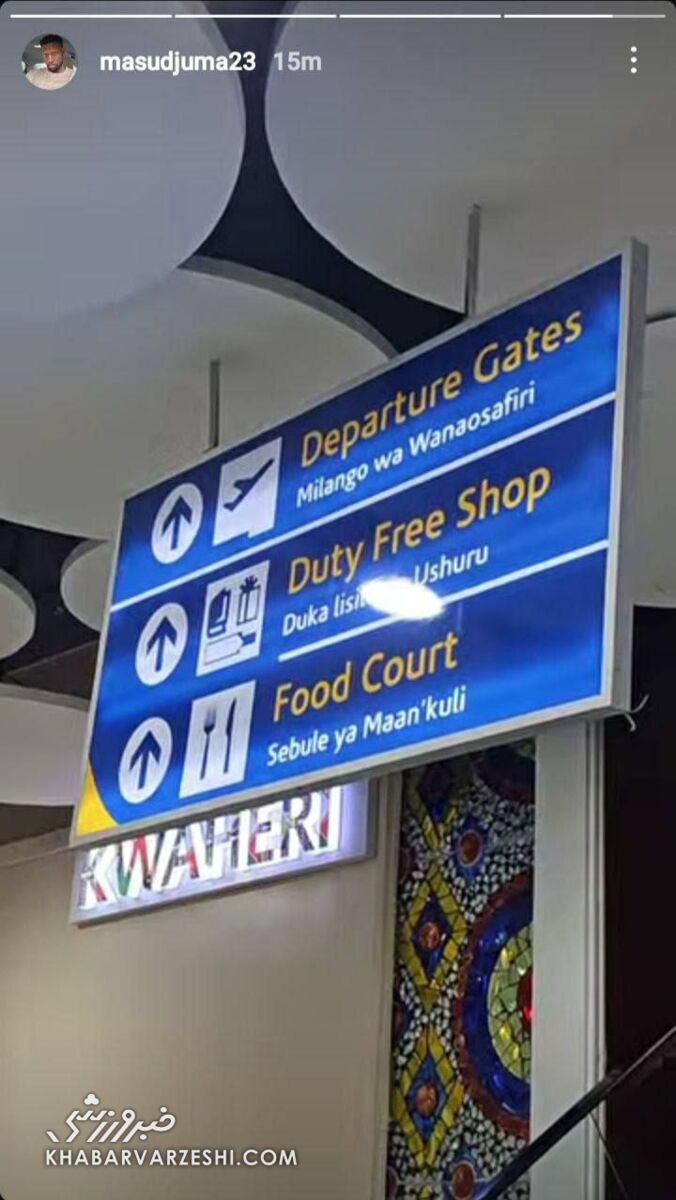 masudjuma23 15m
Departure Gates
Milango wa Wanaosafiri
Duty Free Shop
Duka Ushuru
Food Court
Sebule ya Maan'kuli
KWAHERI
خبرورزشی
KHABARVARZESHI.COM